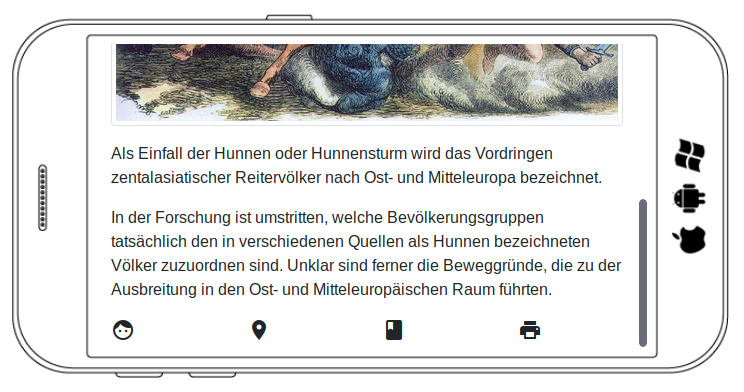 Als Einfall der Hunnen oder Hunnensturm wird das Vordringen
zentalasiatischer Reitervölker nach Ost- und Mitteleuropa bezeichnet.
In der Forschung ist umstritten, welche Bevölkerungsgruppen
tatsächlich den in verschiedenen Quellen als Hunnen bezeichneten
Völker zuzuordnen sind. Unklar sind ferner die Beweggründe, die zu der
Ausbreitung in den Ost- und Mitteleuropäischen Raum führten.